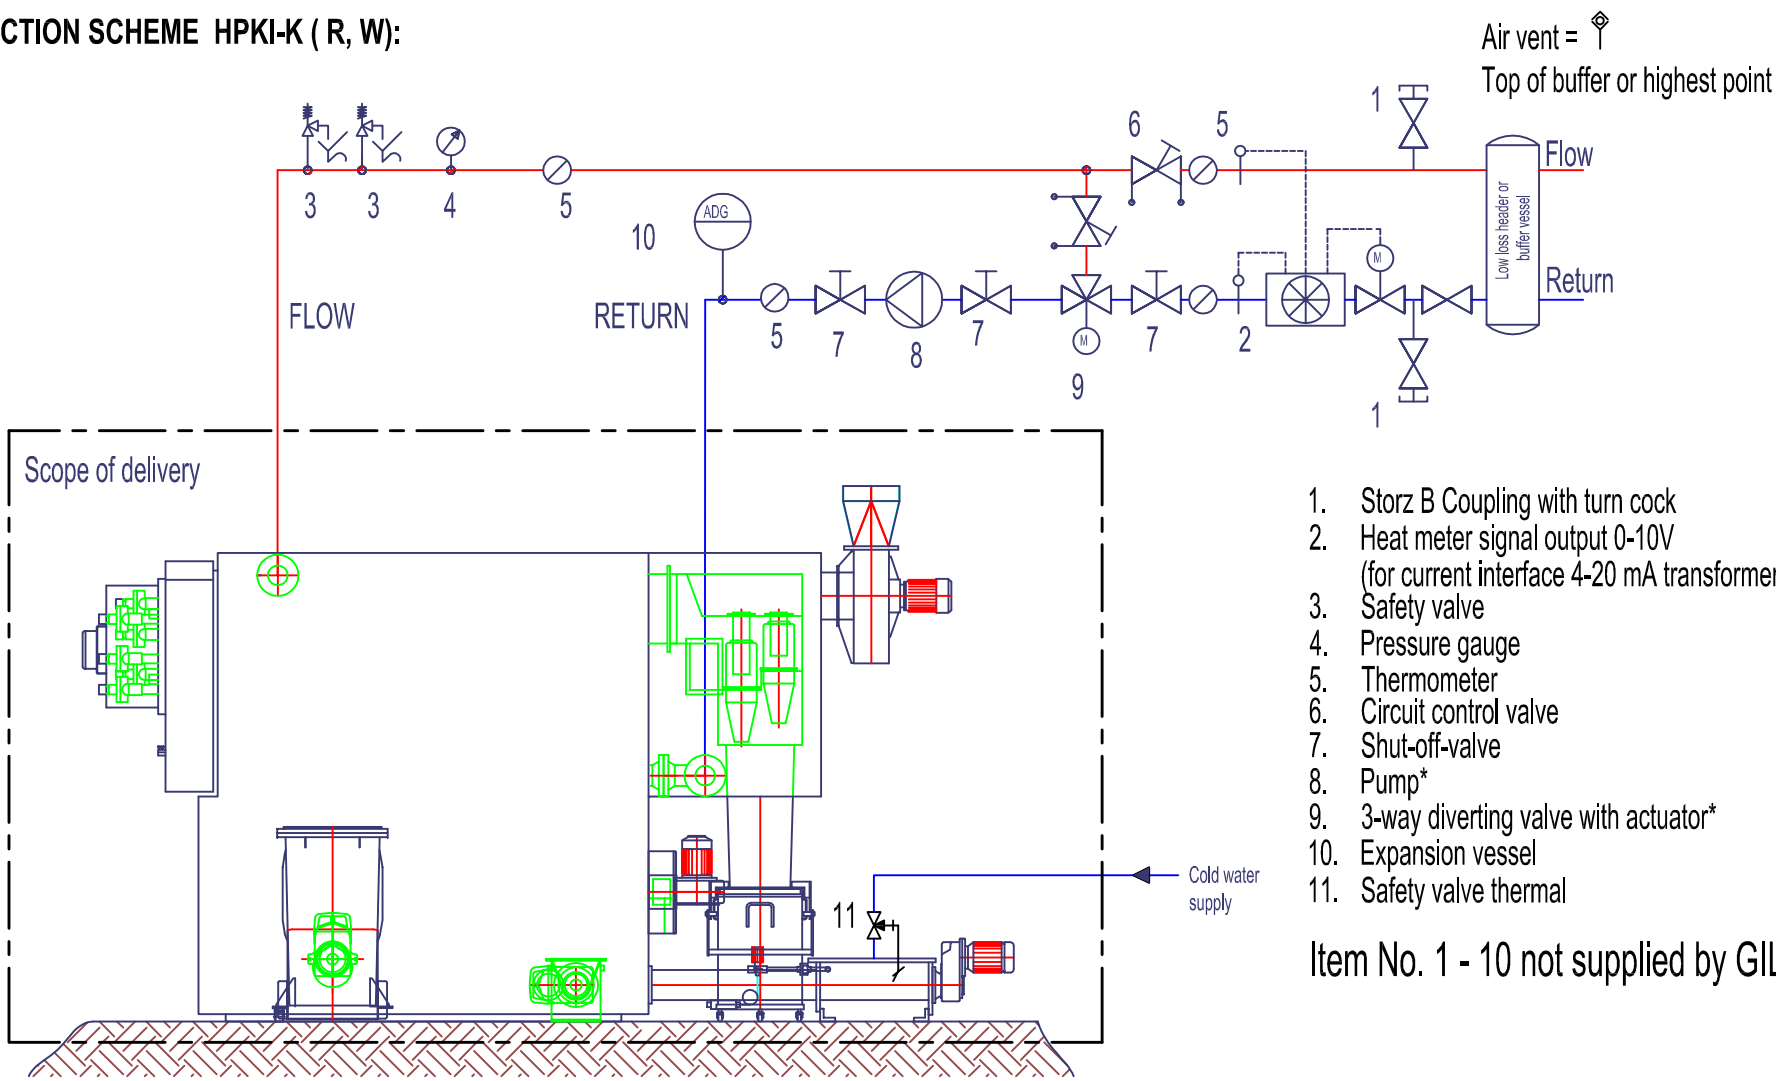 CTION SCHEME HPKI-K ( R, W):
Air vent =
Top of buffer or highest point
1
6
5
Flow
3
3
4
5
10
ADG
Low loss header or
buffer vessel
M
Return
FLOW
RETURN
5
7
8
7
M
7
2
9
1
Scope of delivery
1. Storz B Coupling with turn cock
2. Heat meter signal output 0-10V
(for current interface 4-20 mA transformer
3. Safety valve
4. Pressure gauge
5. Thermometer
6. Circuit control valve
7. Shut-off-valve
8. Pump*
9. 3-way diverting valve with actuator*
10. Expansion vessel
11. Safety valve thermal
Cold water
supply
11
Item No. 1 - 10 not supplied by GIL